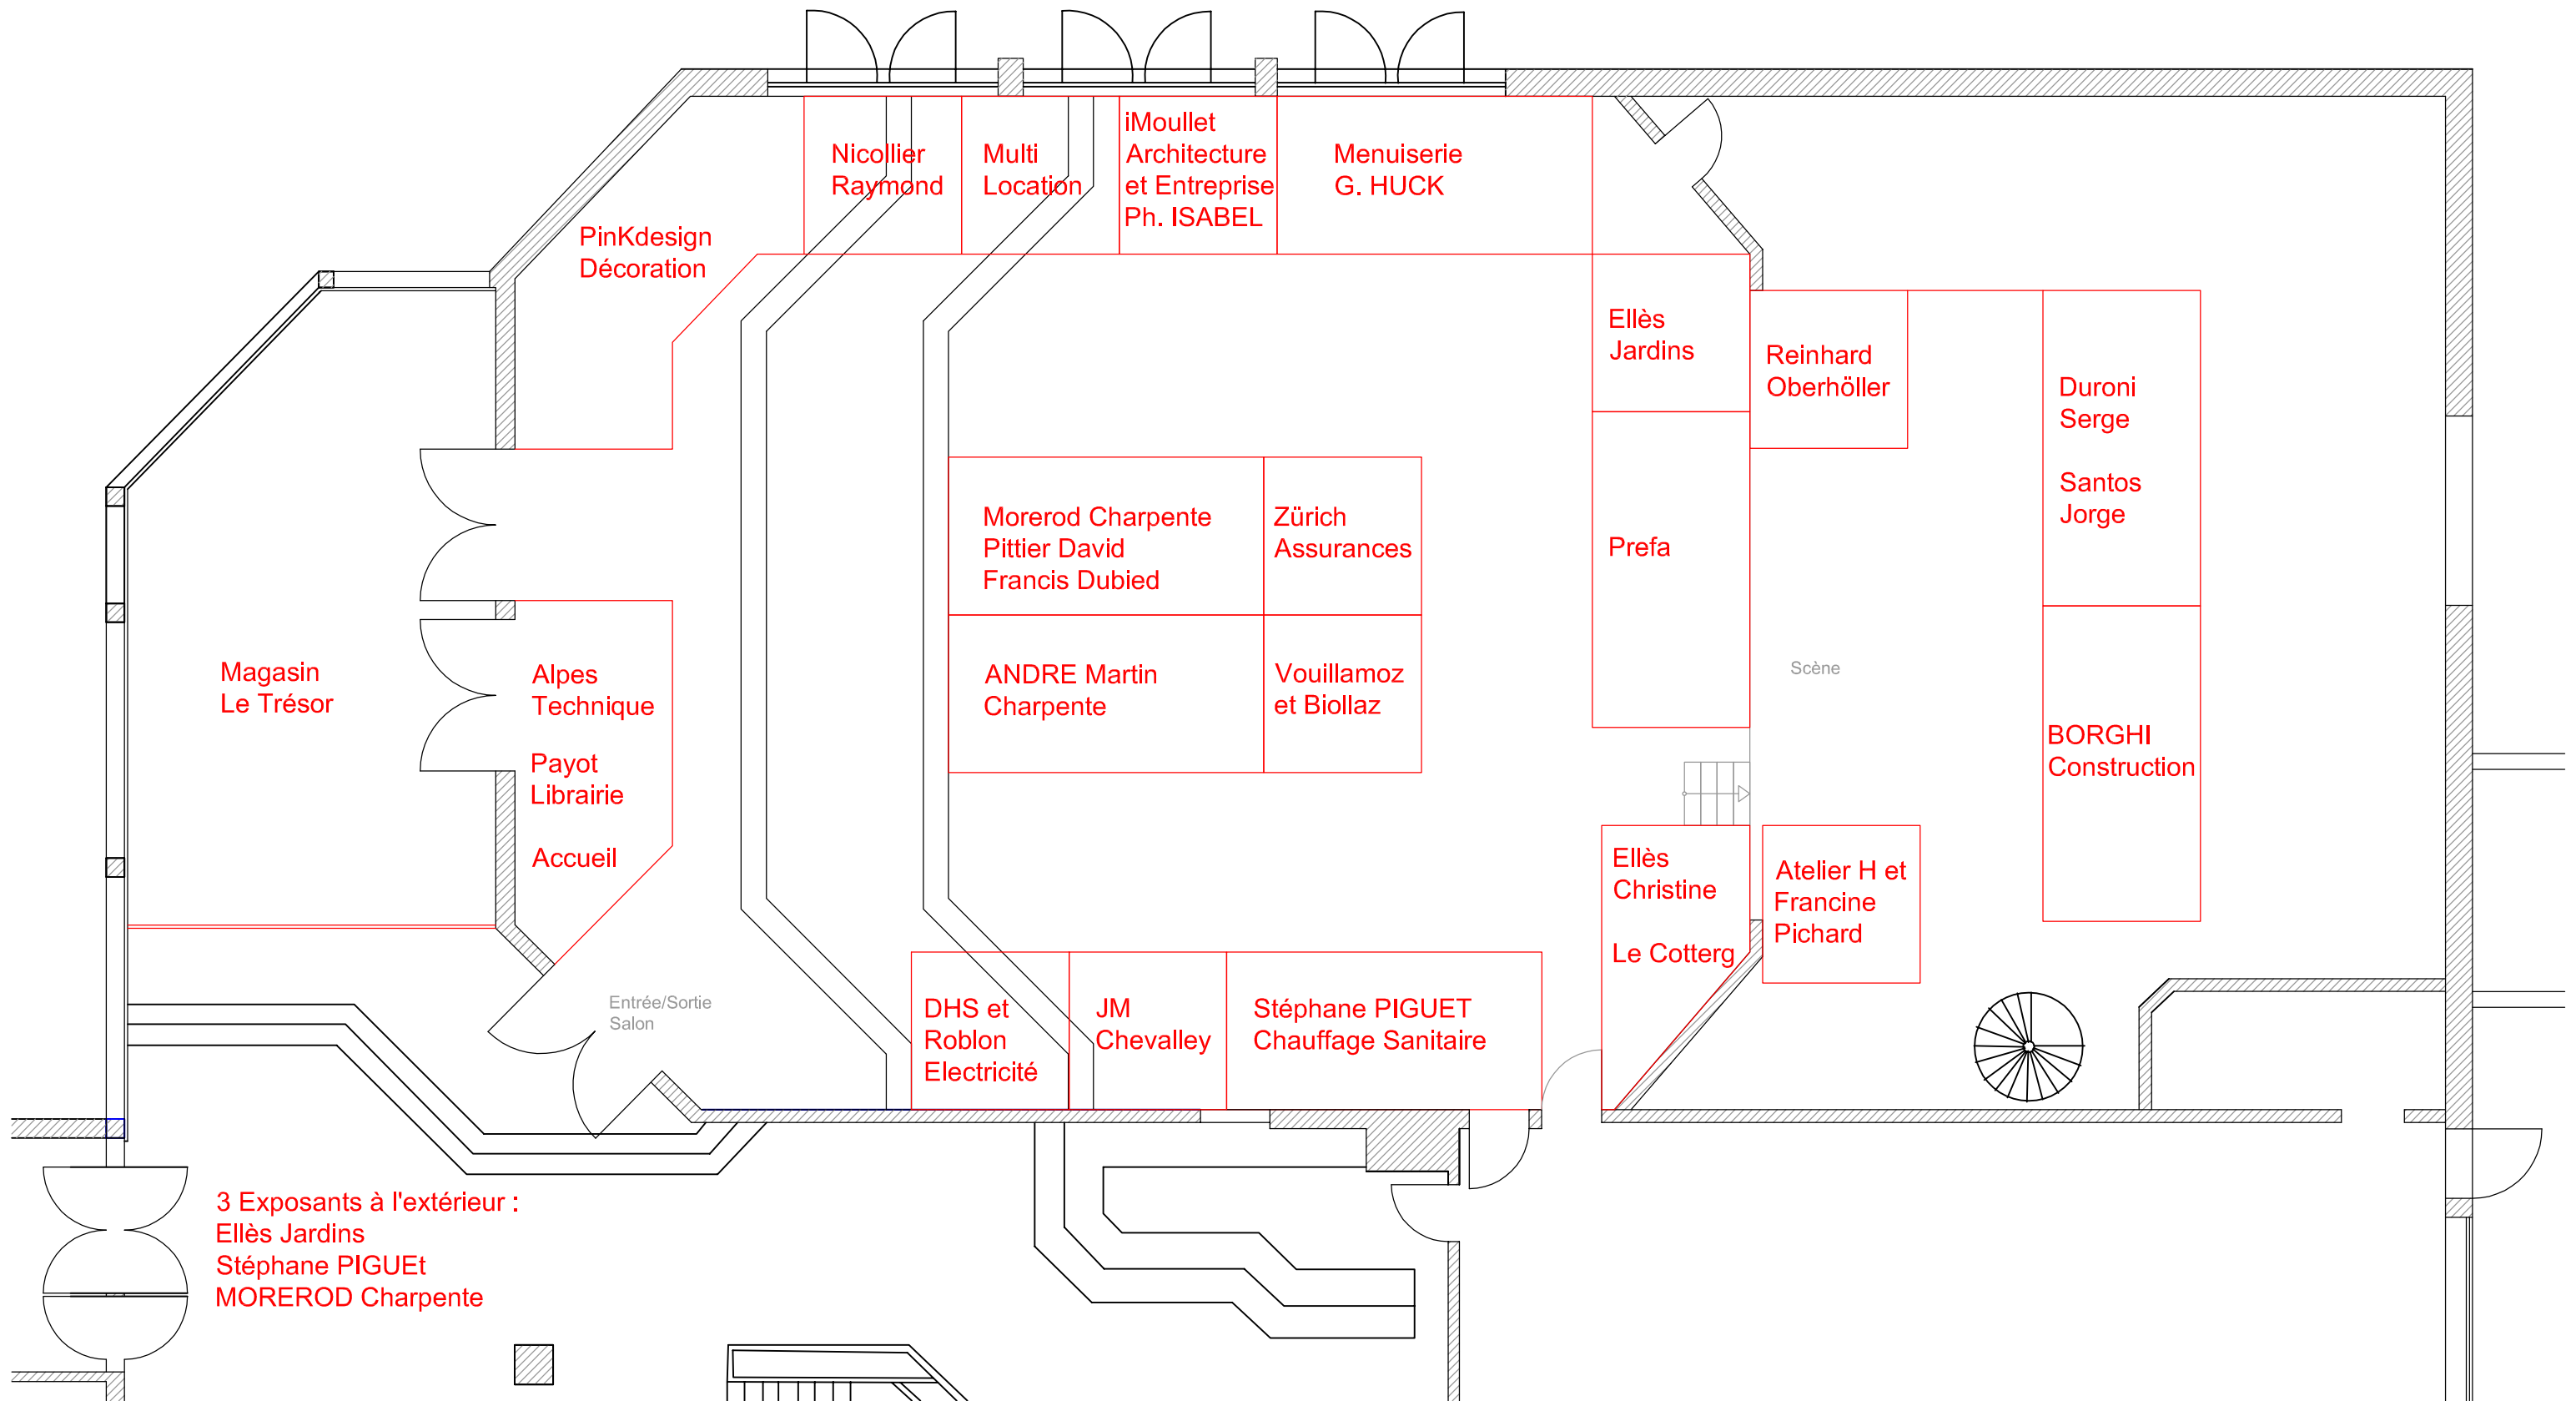 Nicollier
Raymond
Multi
Location
iMoullet
Architecture
et Entreprise
Ph. ISABEL
Menuiserie
G. HUCK
PinKdesign
Décoration
Ellès
Jardins
Reinhard
Oberhöller
Duroni
Serge
Santos
Jorge
Morerod Charpente
Pittier David
Francis Dubied
Zürich
Assurances
Prefa
Magasin
Le Trésor
Alpes
Technique
Payot
Librairie
Accueil
ANDRE Martin
Charpente
Vouillamoz
et Biollaz
Scène
BORGHI
Construction
Ellès
Christine
Le Cotterg
Atelier H et
Francine
Pichard
Entrée/Sortie
Salon
DHS et
Roblon
Electricité
JM
Chevalley
Stéphane PIGUET
Chauffage Sanitaire
3 Exposants à l'extérieur :
Ellès Jardins
Stéphane PIGUEt
MOREROD Charpente